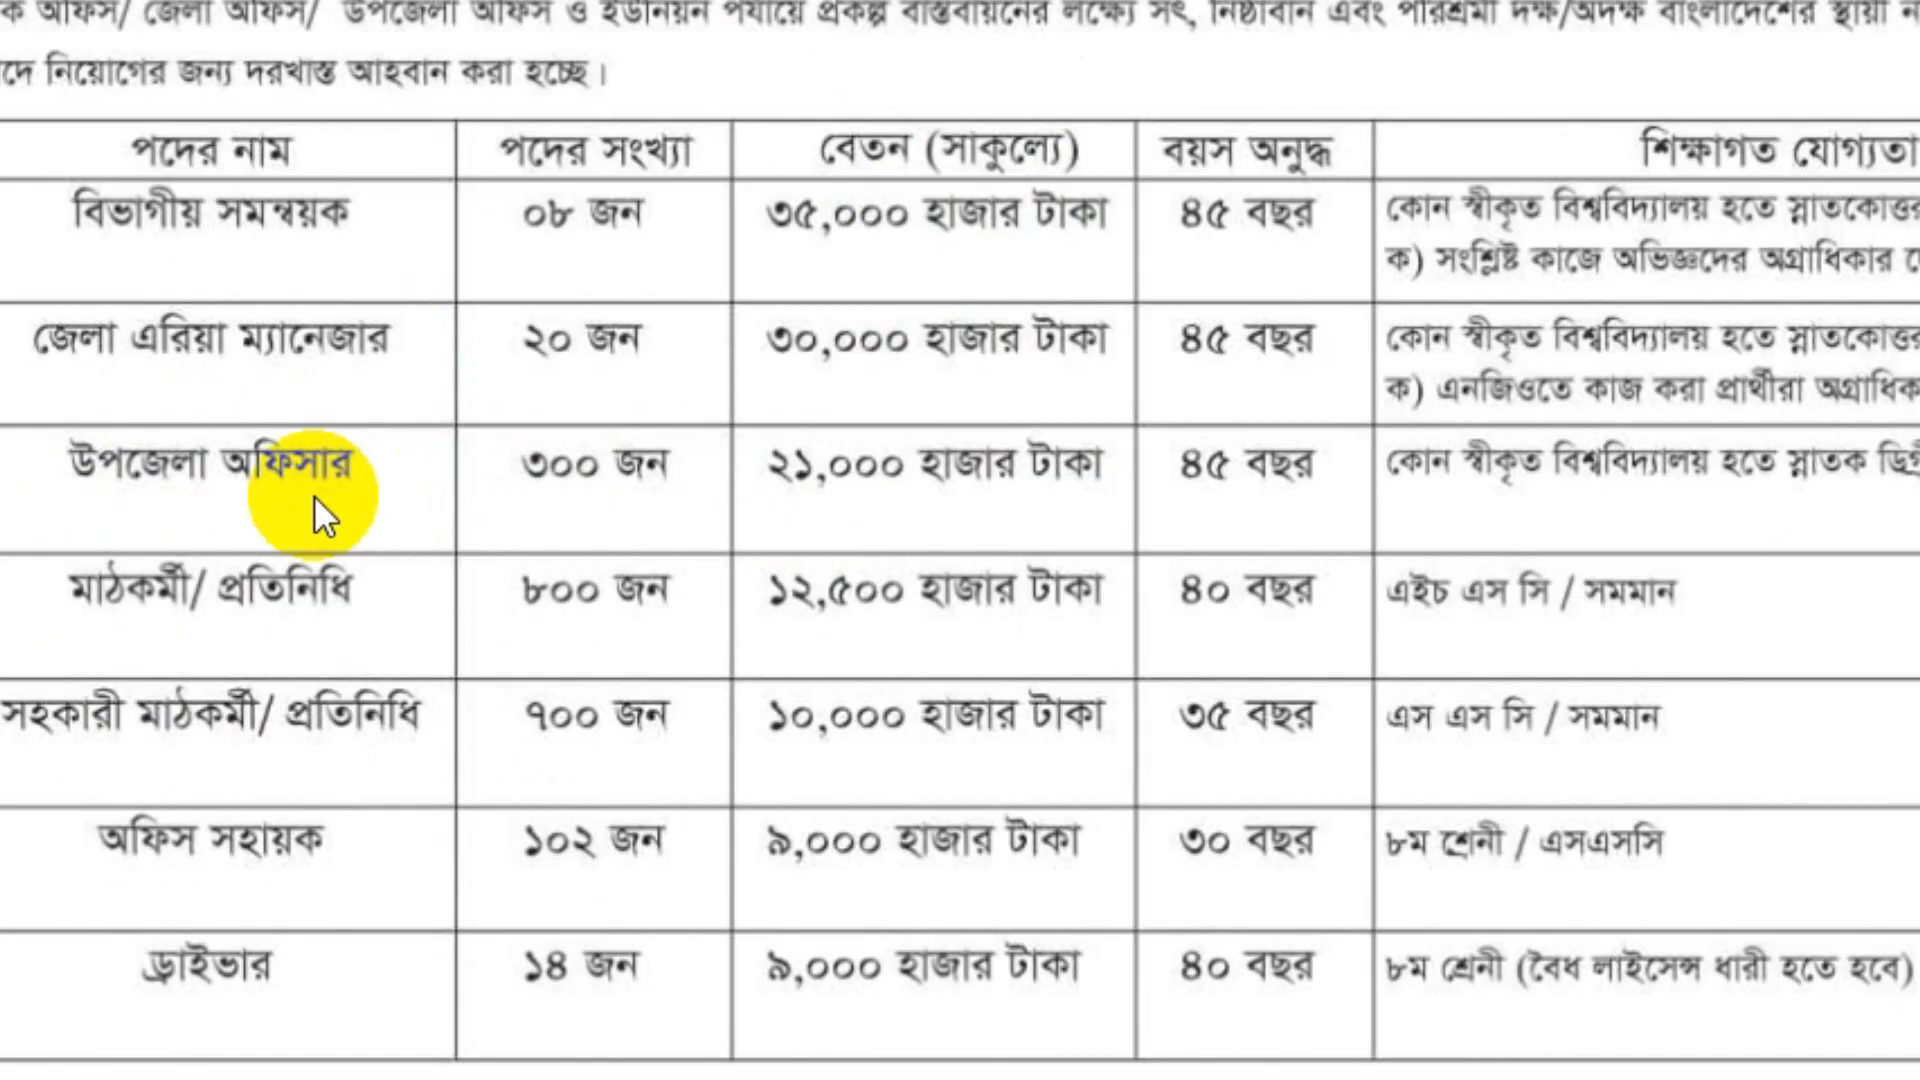 অফিস/ জেলা অফিস/ উপজেলা অফিস ও ইউনিয়ন পর্যায়ে প্রকল্প বাস্তবায়নের লক্ষ্যে সৎ, নিষ্ঠাবান এবং পরিশ্রমী দক্ষ/অদক্ষ বাংলাদেশের স্থায়ী
নিয়োগের জন্য দরখাস্ত আহবান করা হচ্ছে।
পদের নাম পদের সংখ্যা বেতন (সাকুল্যে) বয়স অনুদ্ধ শিক্ষাগত যোগ্যতা
বিভাগীয় সমন্বয়ক ০৮ জন ৩৫,০০০ হাজার টাকা ৪৫ বছর কোন স্বীকৃত বিশ্ববিদ্যালয় হতে স্নাতকোত্তর
ক) সংশ্লিষ্ট কাজে অভিজ্ঞদের অগ্রাধিকার
জেলা এরিয়া ম্যানেজার ২০ জন ৩০,০০০ হাজার টাকা ৪৫ বছর কোন স্বীকৃত বিশ্ববিদ্যালয় হতে স্নাতকোত্তর
ক) এনজিওতে কাজ করা প্রার্থীরা অগ্রাধিক
উপজেলা অফিসার ৩০০ জন ২১,০০০ হাজার টাকা ৪৫ বছর কোন স্বীকৃত বিশ্ববিদ্যালয় হতে স্নাতক ডিগ্র
মাঠকর্মী/ প্রতিনিধি ৮০০ জন ১২,৫০০ হাজার টাকা ৪০ বছর এইচ এস সি / সমমান
সহকারী মাঠকর্মী/ প্রতিনিধি ৭০০ জন ১০,০০০ হাজার টাকা ৩৫ বছর এস এস সি / সমমান
অফিস সহায়ক ১০২ জন ৯,০০০ হাজার টাকা ৩০ বছর ৮ম শ্রেনী / এসএসসি
ড্রাইভার ১৪ জন ৯,০০০ হাজার টাকা ৪০ বছর ৮ম শ্রেনী (বৈধ লাইসেন্স ধারী হতে হবে)